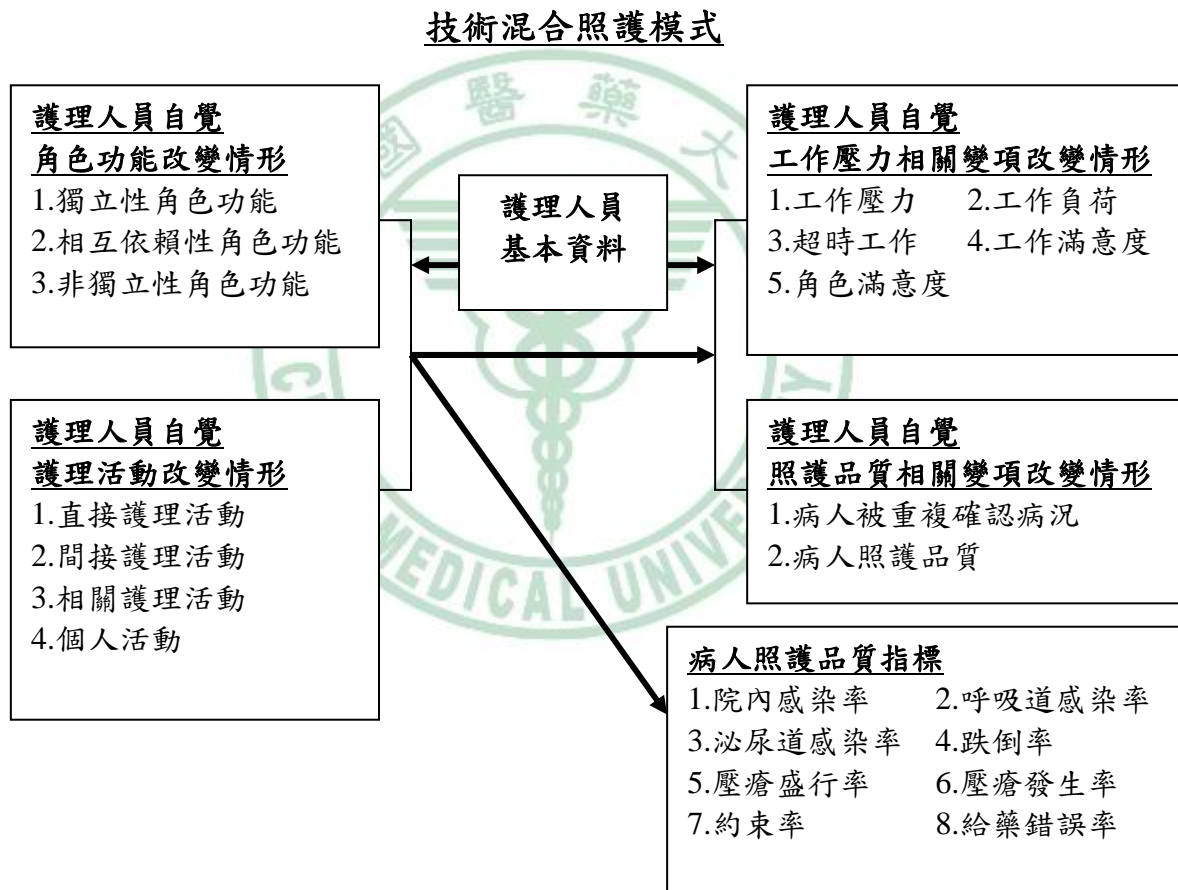 技術混合照護模式
護理人員自覺
角色功能改變情形
1.獨立性角色功能
2.相互依賴性角色功能
3.非獨立性角色功能
護理人員
基本資料
護理人員自覺
工作壓力相關變項改變情形
1.工作壓力 2.工作負荷
3.超時工作 4.工作滿意度
5.角色滿意度
護理人員自覺
護理活動改變情形
1.直接護理活動
2.間接護理活動
3.相關護理活動
4.個人活動
護理人員自覺
照護品質相關變項改變情形
1.病人被重複確認病況
2.病人照護品質
病人照護品質指標
1.院內感染率 2.呼吸道感染率
3.泌尿道感染率 4.跌倒率
5.壓瘡盛行率 6.壓瘡發生率
7.約束率 8.給藥錯誤率
國醫藥大
MEDICAL UNIVE